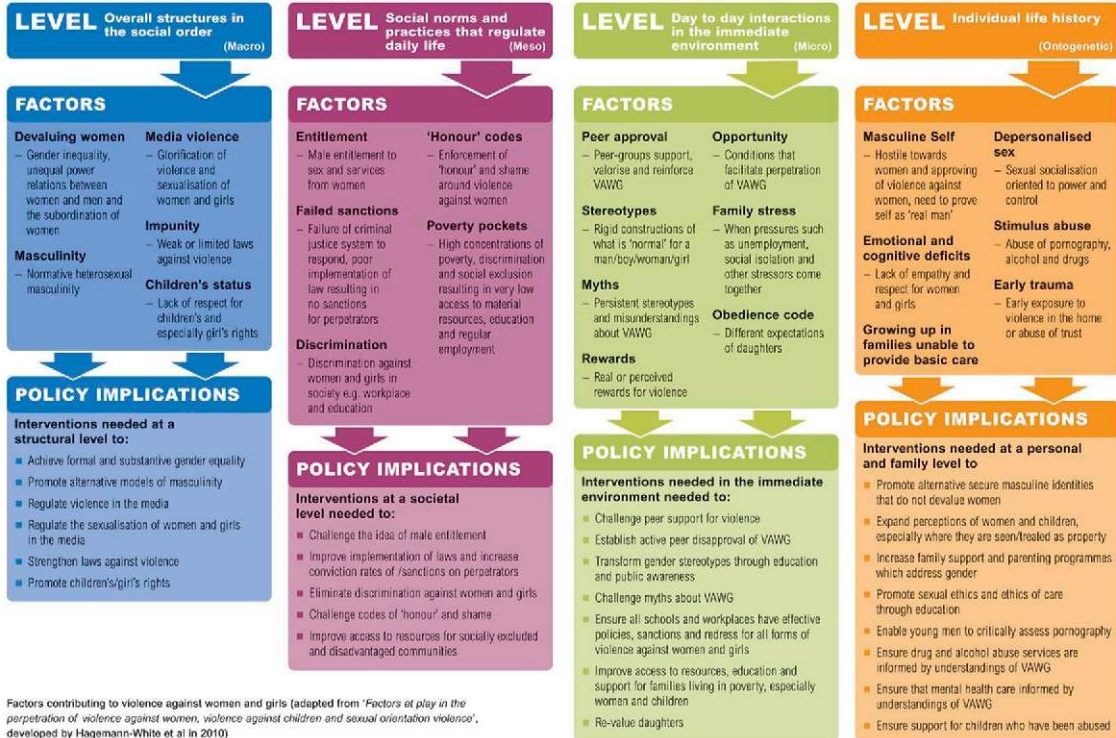 LEVEL Overall structures in
the social order
(Macro)
FACTORS
Devaluing women
– Gender inequality,
unequal power
relations between
women and men and
the subordination of
women
Masculinity
– Normative heterosexual
masculinity
Media violence
– Glorification of
violence and
sexualisation of
women and girls
Impunity
– Weak or limited laws
against violence
Children's status
– Lack of respect for
children's and
especially girl's rights
POLICY IMPLICATIONS
Interventions needed at a
structural level to:
■ Achieve formal and substantive gender equality
■ Promote alternative models of masculinity
■ Regulate violence in the media
■ Regulate the sexualisation of women and girls
in the media
■ Strengthen laws against violence
■ Promote children's/girl's rights
LEVEL Social norms and
practices that regulate
daily life (Meso)
FACTORS
Entitlement
– Male entitlement to
sex and services
from women
Failed sanctions
– Failure of criminal
justice system to
respond, poor
implementation of
law resulting in
no sanctions
for perpetrators
Discrimination
– Discrimination against
women and girls in
society e.g. workplace
and education
'Honour' codes
– Enforcement of
'honour' and shame
around violence
against women
Poverty pockets
– High concentrations of
poverty, discrimination
and social exclusion
resulting in very low
access to material
resources, education
and regular
employment
POLICY IMPLICATIONS
Interventions at a societal
level needed to:
■ Challenge the idea of male entitlement
■ Improve implementation of laws and increase
conviction rates of /sanctions on perpetrators
■ Eliminate discrimination against women and girls
■ Challenge codes of 'honour' and shame
■ Improve access to resources for socially excluded
and disadvantaged communities
LEVEL Day to day interactions
in the immediate
environment (Micro)
FACTORS
Peer approval
– Peer-groups support,
valorise and reinforce
VAWG
Stereotypes
– Rigid constructions of
what is 'normal' for a
man/boy/woman/girl
Myths
– Persistent stereotypes
and misunderstandings
about VAWG
Rewards
– Real or perceived
rewards for violence
Opportunity
– Conditions that
facilitate perpetration
of VAWG
Family stress
– When pressures such
as unemployment,
social isolation and
other stressors come
together
Obedience code
– Different expectations
of daughters
POLICY IMPLICATIONS
Interventions needed in the immediate
environment needed to:
■ Challenge peer support for violence
■ Establish active peer disapproval of VAWG
■ Transform gender stereotypes through education
and public awareness
■ Challenge myths about VAWG
■ Ensure all schools and workplaces have effective
policies, sanctions and redress for all forms of
violence against women and girls
■ Improve access to resources, education and
support for families living in poverty, especially
women and children
■ Re-value daughters
LEVEL Individual life history
(Ontogenetic)
FACTORS
Masculine Self
– Hostile towards
women and approving
of violence against
women, need to prove
self as 'real man'
Emotional and
cognitive deficits
– Lack of empathy and
respect for women
and girls
Growing up in
families unable to
provide basic care
Depersonalised
sex
– Sexual socialisation
oriented to power and
control
Stimulus abuse
– Abuse of pornography,
alcohol and drugs
Early trauma
– Early exposure to
violence in the home
or abuse of trust
POLICY IMPLICATIONS
Interventions needed at a personal
and family level to
■ Promote alternative secure masculine identities
that do not devalue women
■ Expand perceptions of women and children,
especially where they are seen/treated as property
■ Increase family support and parenting programmes
which address gender
■ Promote sexual ethics and ethics of care
through education
■ Enable young men to critically assess pornography
■ Ensure drug and alcohol abuse services are
informed by understandings of VAWG
■ Ensure that mental health care informed by
understandings of VAWG
■ Ensure support for children who have been abused
Factors contributing to violence against women and girls (adapted from 'Factors at play in the
perpetration of violence against women, violence against children and sexual orientation violence',
developed by Hagemann-White et al in 2010)